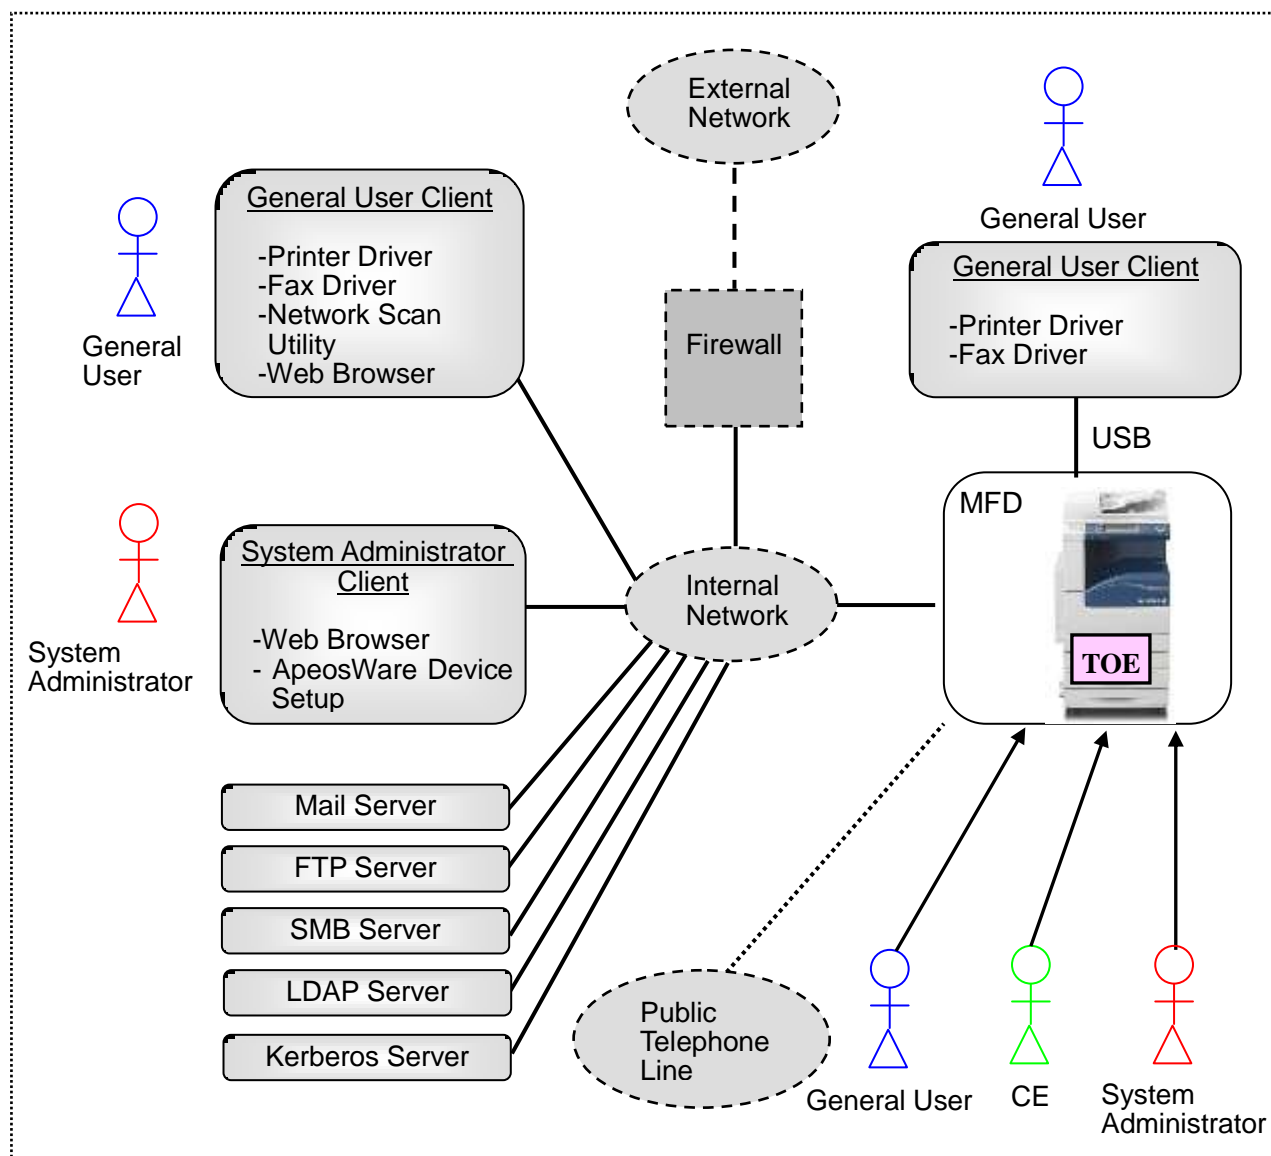 External
Network
General User
General User Client
-Printer Driver
-Fax Driver
-Network Scan
Utility
-Web Browser
General
User
General User Client
-Printer Driver
-Fax Driver
Firewall
USB
MFD
TOE
System Administrator
Client
-Web Browser
- ApeosWare Device
Setup
System
Administrator
Internal
Network
Mail Server
FTP Server
SMB Server
LDAP Server
Kerberos Server
Public
Telephone
Line
General User
CE
System
Administrator